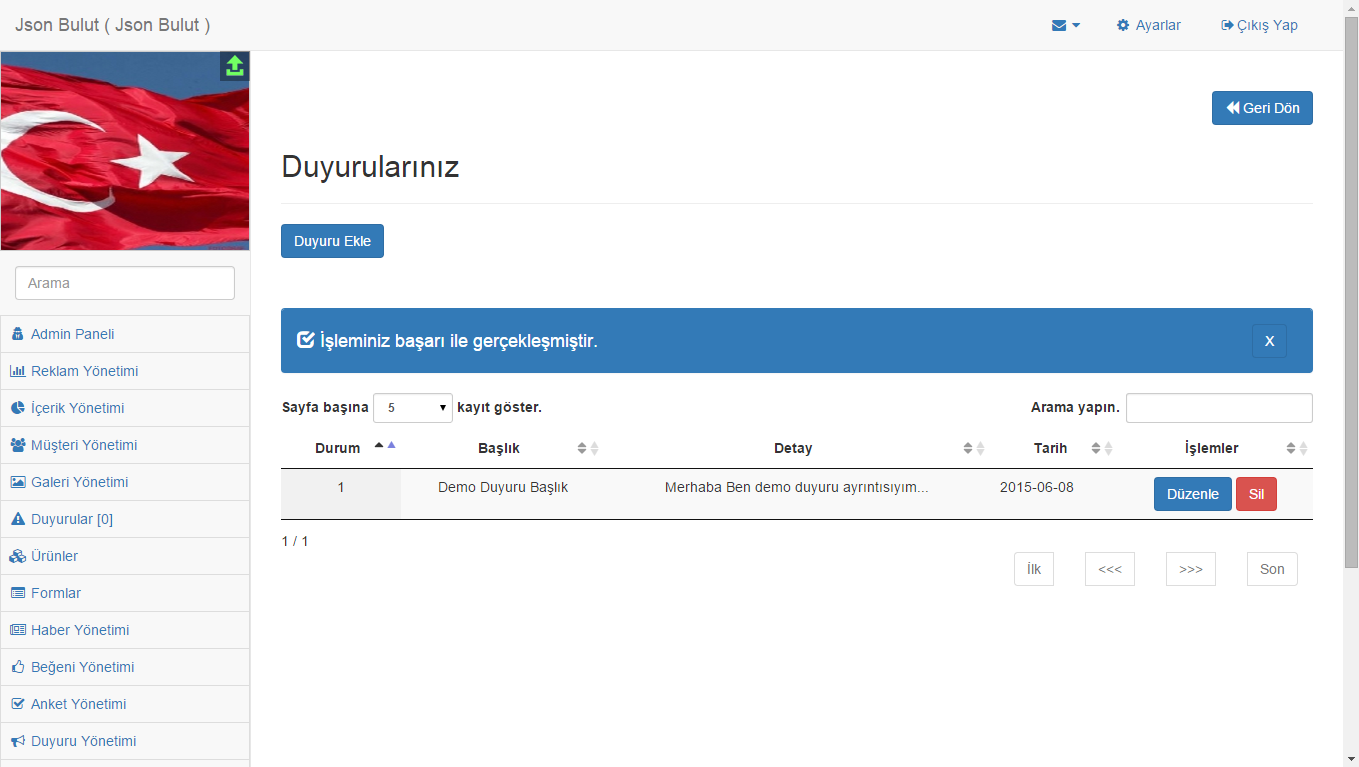 Json Bulut ( Json Bulut )
Ayarlar
Çıkış Yap
Geri Dön
Duyurularınız
Duyuru Ekle
Arama
Admin Paneli
Reklam Yönetimi
İçerik Yönetimi
Müşteri Yönetimi
Galeri Yönetimi
Duyurular [0]
Ürünler
Formlar
Haber Yönetimi
Beğeni Yönetimi
Anket Yönetimi
Duyuru Yönetimi
İşleminiz başarı ile gerçekleşmiştir.
X
Sayfa başına 5 kayıt göster.
Arama yapın.
Durum Başlık Detay Tarih İşlemler
1 Demo Duyuru Başlık Merhaba Ben demo duyuru ayrıntısıyım... 2015-06-08 Düzenle Sil
1 / 1
İlk <<< >>> Son